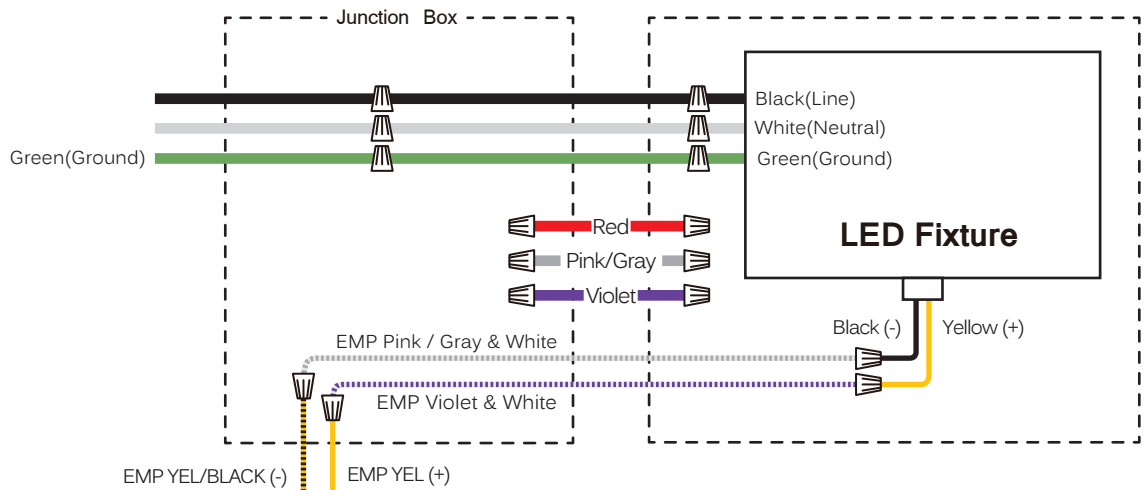 Junction Box
Black(Line)
White(Neutral)
Green(Ground)
Green(Ground)
Red
Pink/Gray
Violet
LED Fixture
Black (-)
Yellow (+)
EMP Pink / Gray & White
EMP Violet & White
EMP YEL/BLACK (-)
EMP YEL (+)